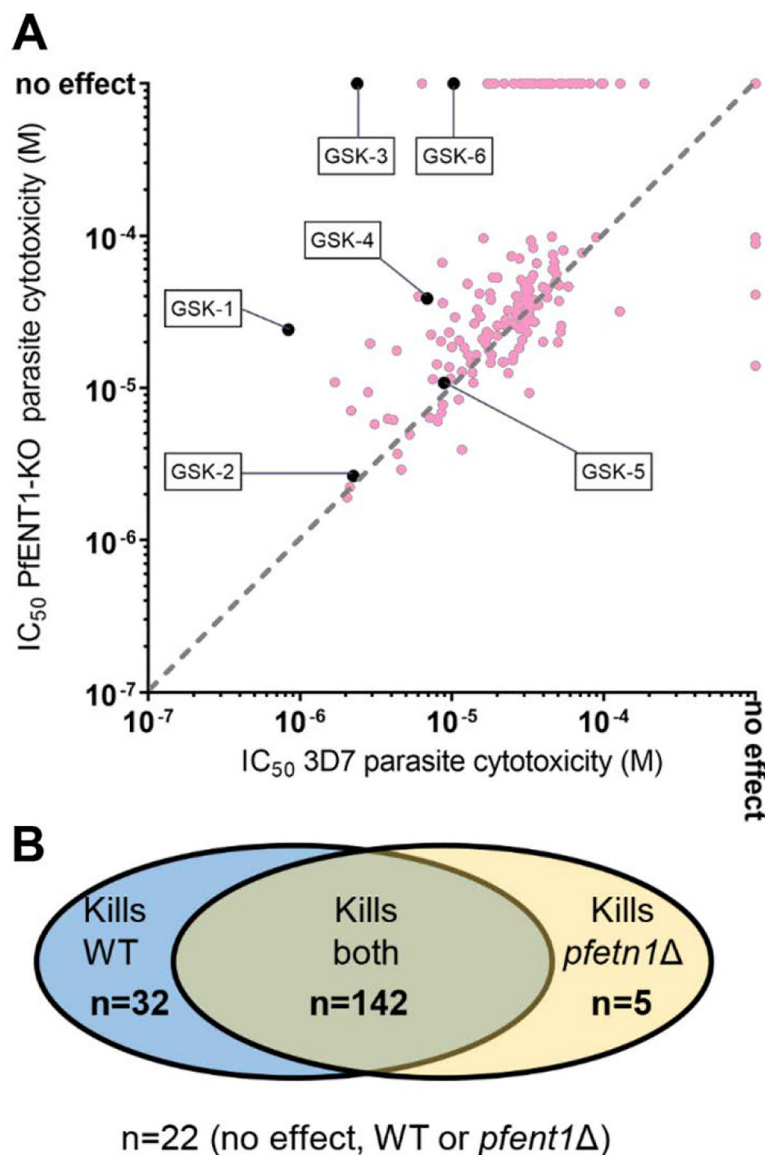 A
no effect
GSK-3
GSK-6
10-4
GSK-4
GSK-1
10-5
GSK-2
GSK-5
10-6
10-7
IC50 PfENT1-KO parasite cytotoxicity (M)
10-7
10-6
10-5
10-4
no effect
IC50 3D7 parasite cytotoxicity (M)
B
Kills
WT
n=32
Kills
both
n=142
Kills
pfetn1Δ
n=5
n=22 (no effect, WT or pfent1Δ)